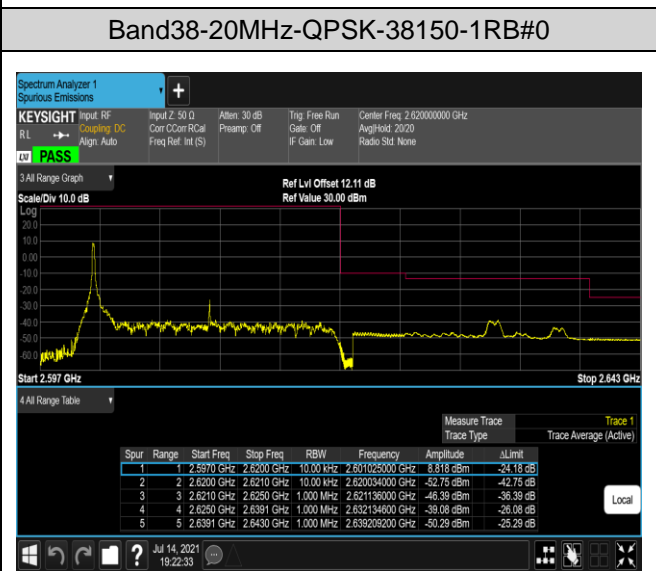 Band38-20MHz-QPSK-38150-1RB#0
Spectrum Analyzer 1
Spurious Emissions
KEYSIGHT
RL
LXI PASS
Input: RF
Coupling: DC
Align: Auto
Input Z: 50 Ω
Corr CCorr RCal
Freq Ref: Int (S)
Atten: 30 dB
Preamp: Off
Trig: Free Run
Gate: Off
IF Gain: Low
Center Freq: 2.620000000 GHz
Avg|Hold: 20/20
Radio Std: None
3 All Range Graph
Scale/Div 10.0 dB
Ref Lvl Offset 12.11 dB
Ref Value 30.00 dBm
Log
20.0
10.0
0.00
-10.0
-20.0
-30.0
-40.0
-50.0
-60.0
Start 2.597 GHz Stop 2.643 GHz
4 All Range Table
Measure Trace Trace 1
Trace Type Trace Average (Active)
Spur Range Start Freq Stop Freq RBW Frequency Amplitude ΔLimit
1 1 2.5970 GHz 2.6200 GHz 10.00 kHz 2.601025000 GHz 8.818 dBm -24.18 dB
2 2 2.6200 GHz 2.6210 GHz 10.00 kHz 2.620034000 GHz -52.75 dBm -42.75 dB
3 3 2.6210 GHz 2.6250 GHz 1.000 MHz 2.621136000 GHz -46.39 dBm -36.39 dB
4 4 2.6250 GHz 2.6391 GHz 1.000 MHz 2.632134600 GHz -39.08 dBm -26.08 dB
5 5 2.6391 GHz 2.6430 GHz 1.000 MHz 2.639209200 GHz -50.29 dBm -25.29 dB
Local
Jul 14, 2021
19:22:33